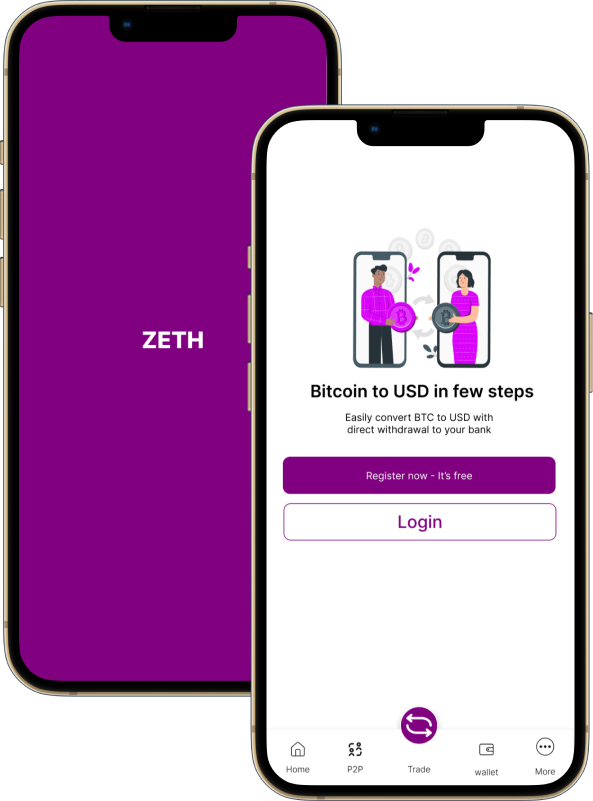 ZETH
Bitcoin to USD in few steps
Easily convert BTC to USD with
direct withdrawal to your bank
Register now - It's free
Login
Home
P2P
Trade
wallet
More